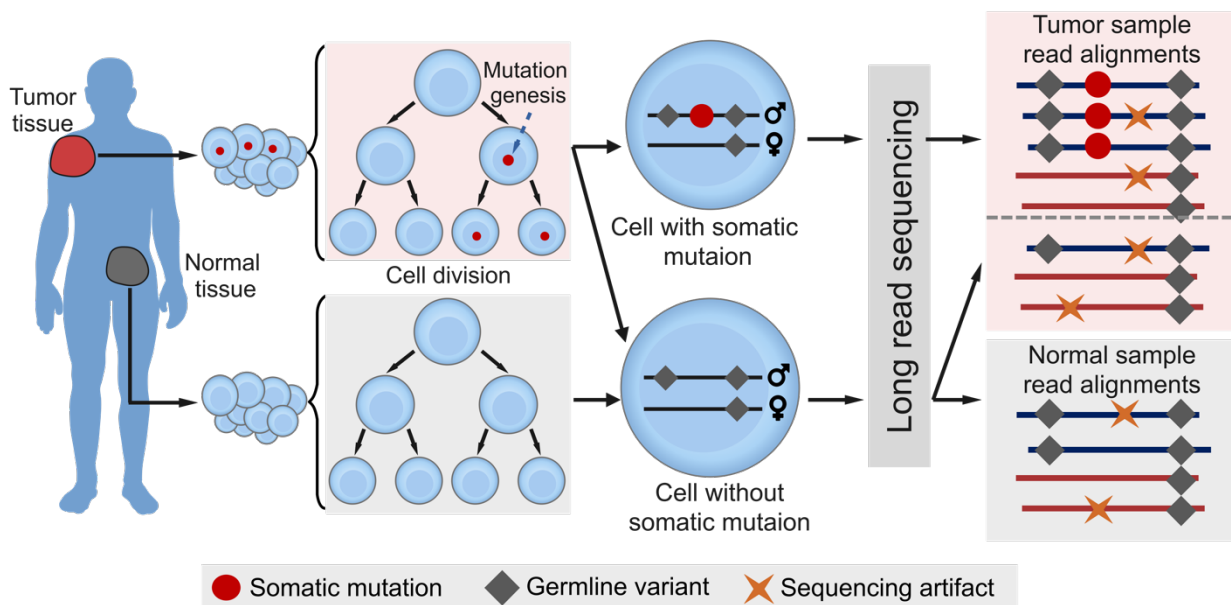 Tumor
tissue
Normal
tissue
Mutation
genesis
Cell division
♂
♀
Cell with somatic
mutaion
♂
♀
Cell without
somatic mutaion
Long read sequencing
Tumor sample
read alignments
Normal sample
read alignments
Somatic mutation
Germline variant
Sequencing artifact